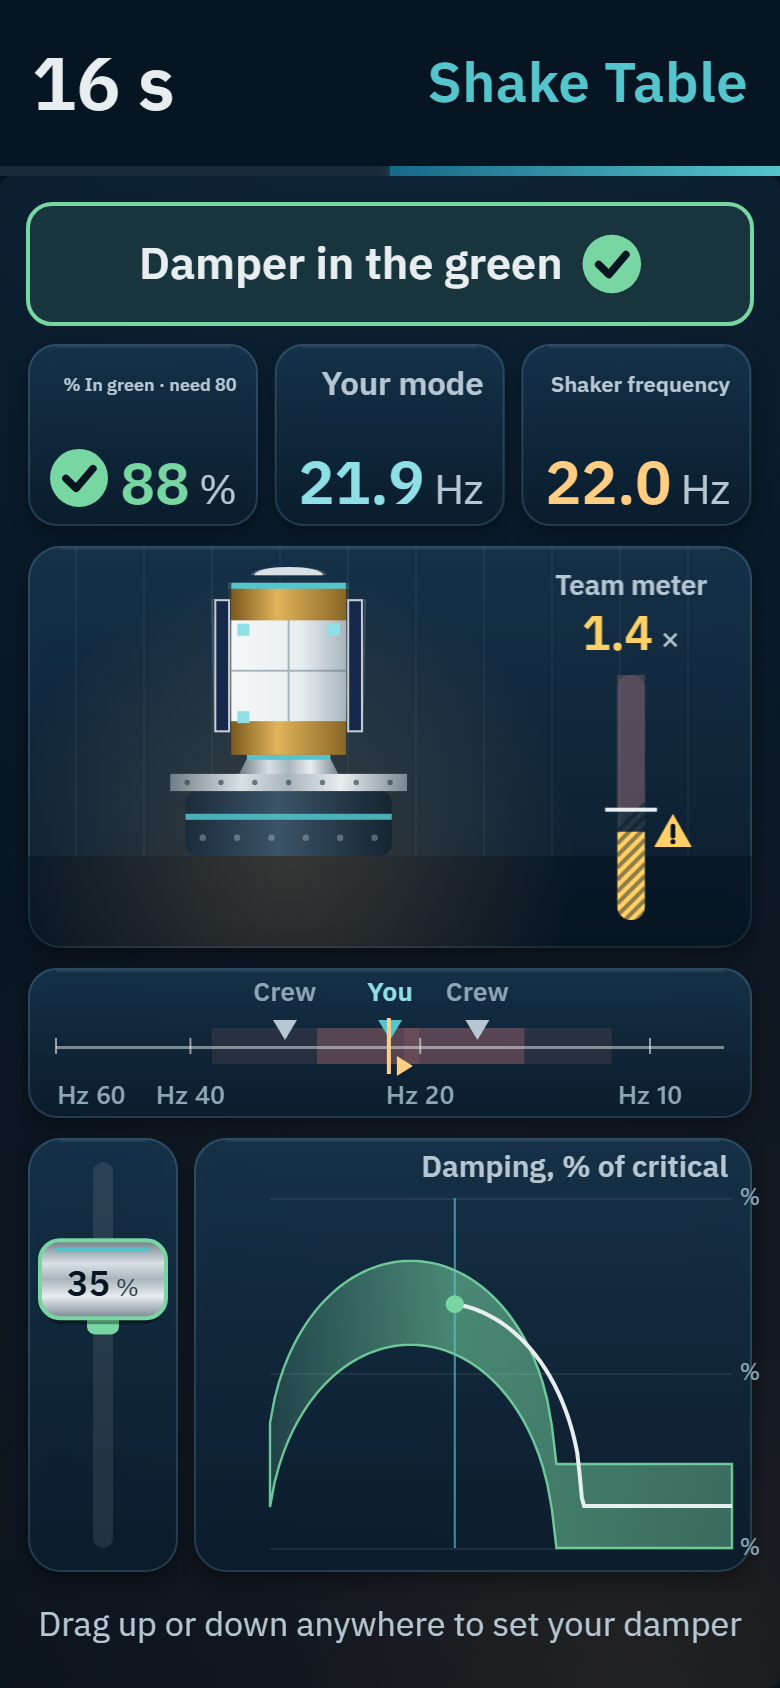 16 s
Shake Table
Damper in the green
% In green · need 80
88 %
Your mode
21.9 Hz
Shaker frequency
22.0 Hz
Team meter
1.4 ×
Crew You Crew
Hz 60 Hz 40 Hz 20 Hz 10
35 %
Damping, % of critical
%
%
%
Drag up or down anywhere to set your damper